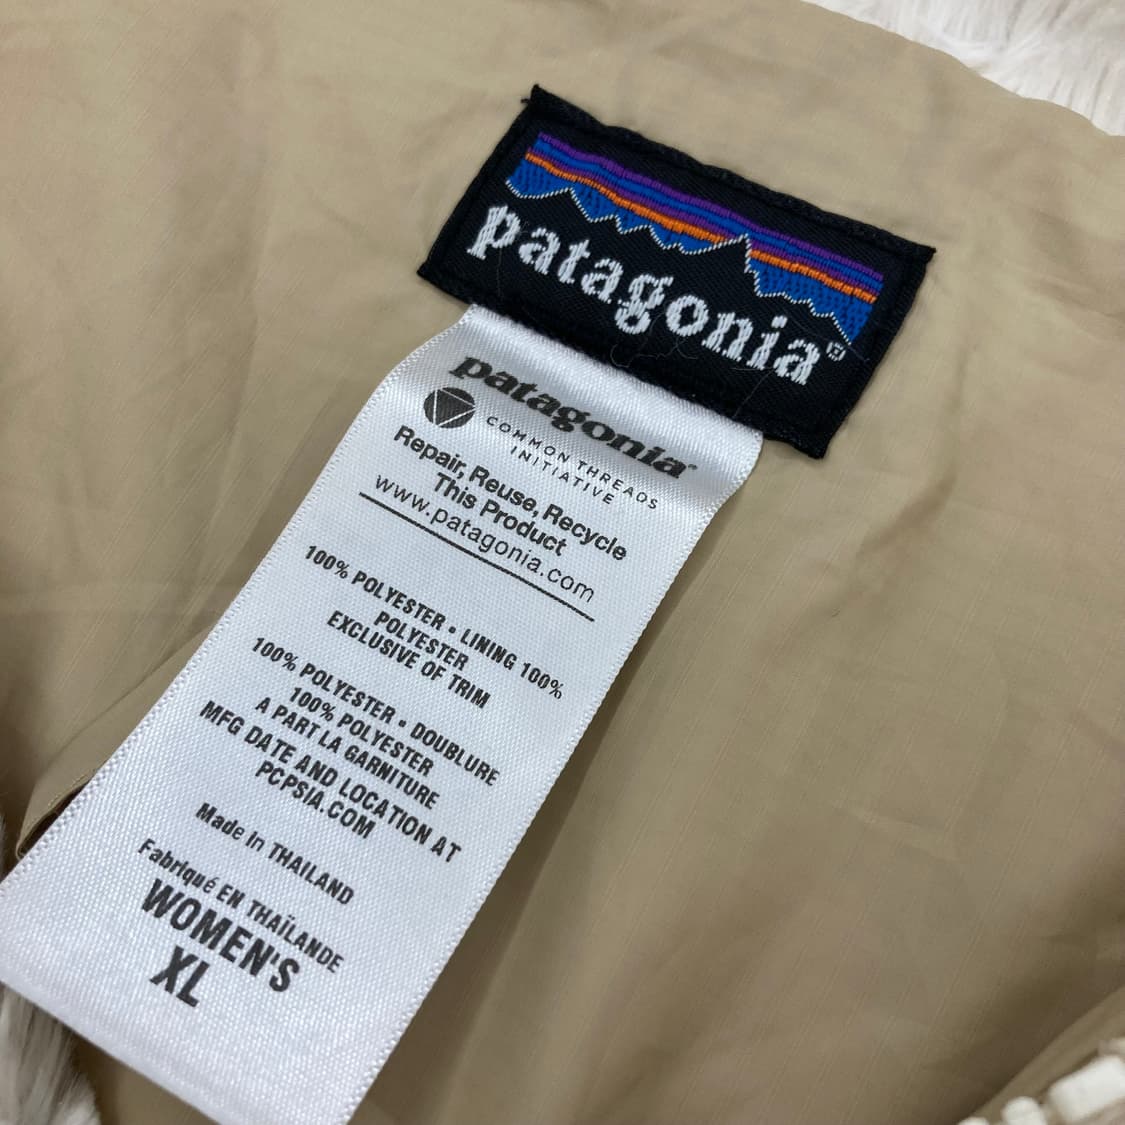 patagonia®
patagonia®
COMMON THREADS
INITIATIVE
Repair, Reuse, Recycle
This Product
www.patagonia.com
100% POLYESTER • LINING 100%
POLYESTER
EXCLUSIVE OF TRIM
100% POLYESTER • DOUBLURE
100% POLYESTER
A PART LA GARNITURE
MFG DATE AND LOCATION AT
PCPSIA.COM
Made in THAILAND
Fabriqué EN THAÏLANDE
WOMEN'S
XL